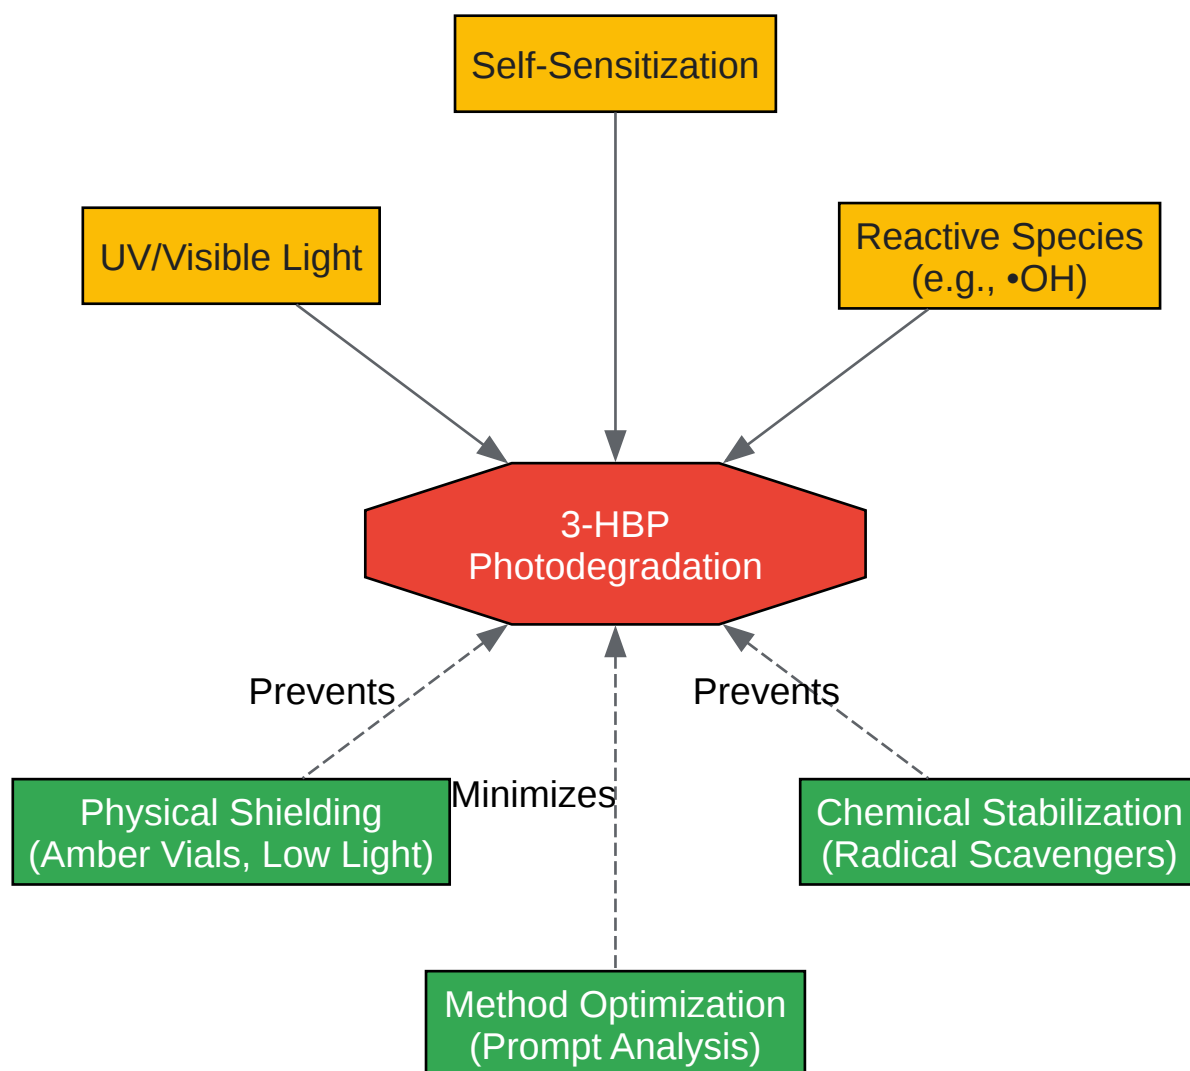 Self-Sensitization
UV/Visible Light
Reactive Species
(e.g., •OH)
3-HBP
Photodegradation
Prevents
Prevents
Minimizes
Physical Shielding
(Amber Vials, Low Light)
Chemical Stabilization
(Radical Scavengers)
Method Optimization
(Prompt Analysis)